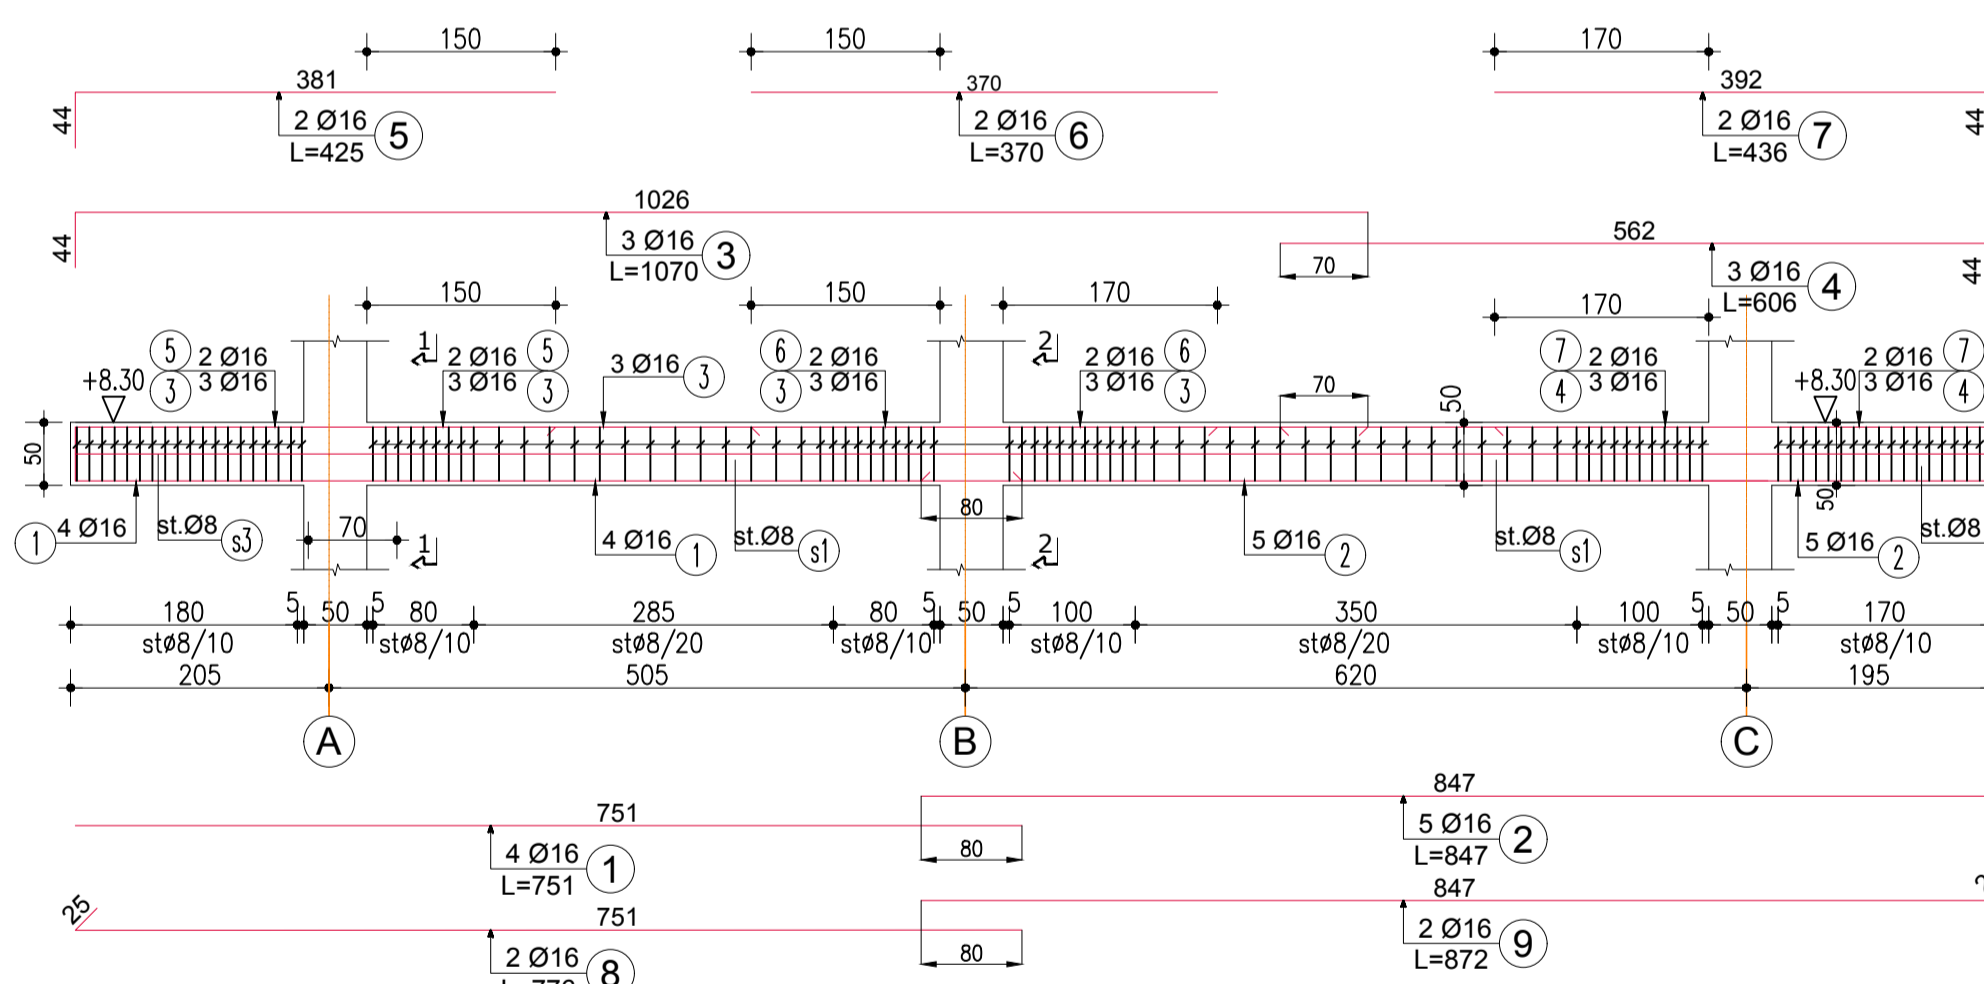 150 150 170
381 370 392
44 2 Ø16 5 2 Ø16 6 2 Ø16 7 44
L=425 L=370 L=436
1026
562
44 3 Ø16 3 70 3 Ø16 4 44
L=1070 L=606
150 150 170 170
5 2 Ø16 1 2 Ø16 5 3 Ø16 3 6 2 Ø16 2 2 Ø16 6 7 2 Ø16 2 Ø16 7
+8.30 3 3 Ø16 3 Ø16 3 3 3 Ø16 3 Ø16 3 70 50 4 3 Ø16 +8.30 3 Ø16 4
50
80 50
1 4 Ø16 st.Ø8 s3 70 1 4 Ø16 1 st.Ø8 s1 2 5 Ø16 2 st.Ø8 s1 5 Ø16 2 st.Ø8
180 5 50 5 80 285 80 5 50 5 100 350 100 5 50 5 170
stø8/10 stø8/10 stø8/20 stø8/10 stø8/10 stø8/20 stø8/10 stø8/10
205 505 620 195
A B C
847
751
4 Ø16 1 80 5 Ø16 2
L=751 L=847
847
25 751
2 Ø16 8 80 2 Ø16 9
L=872